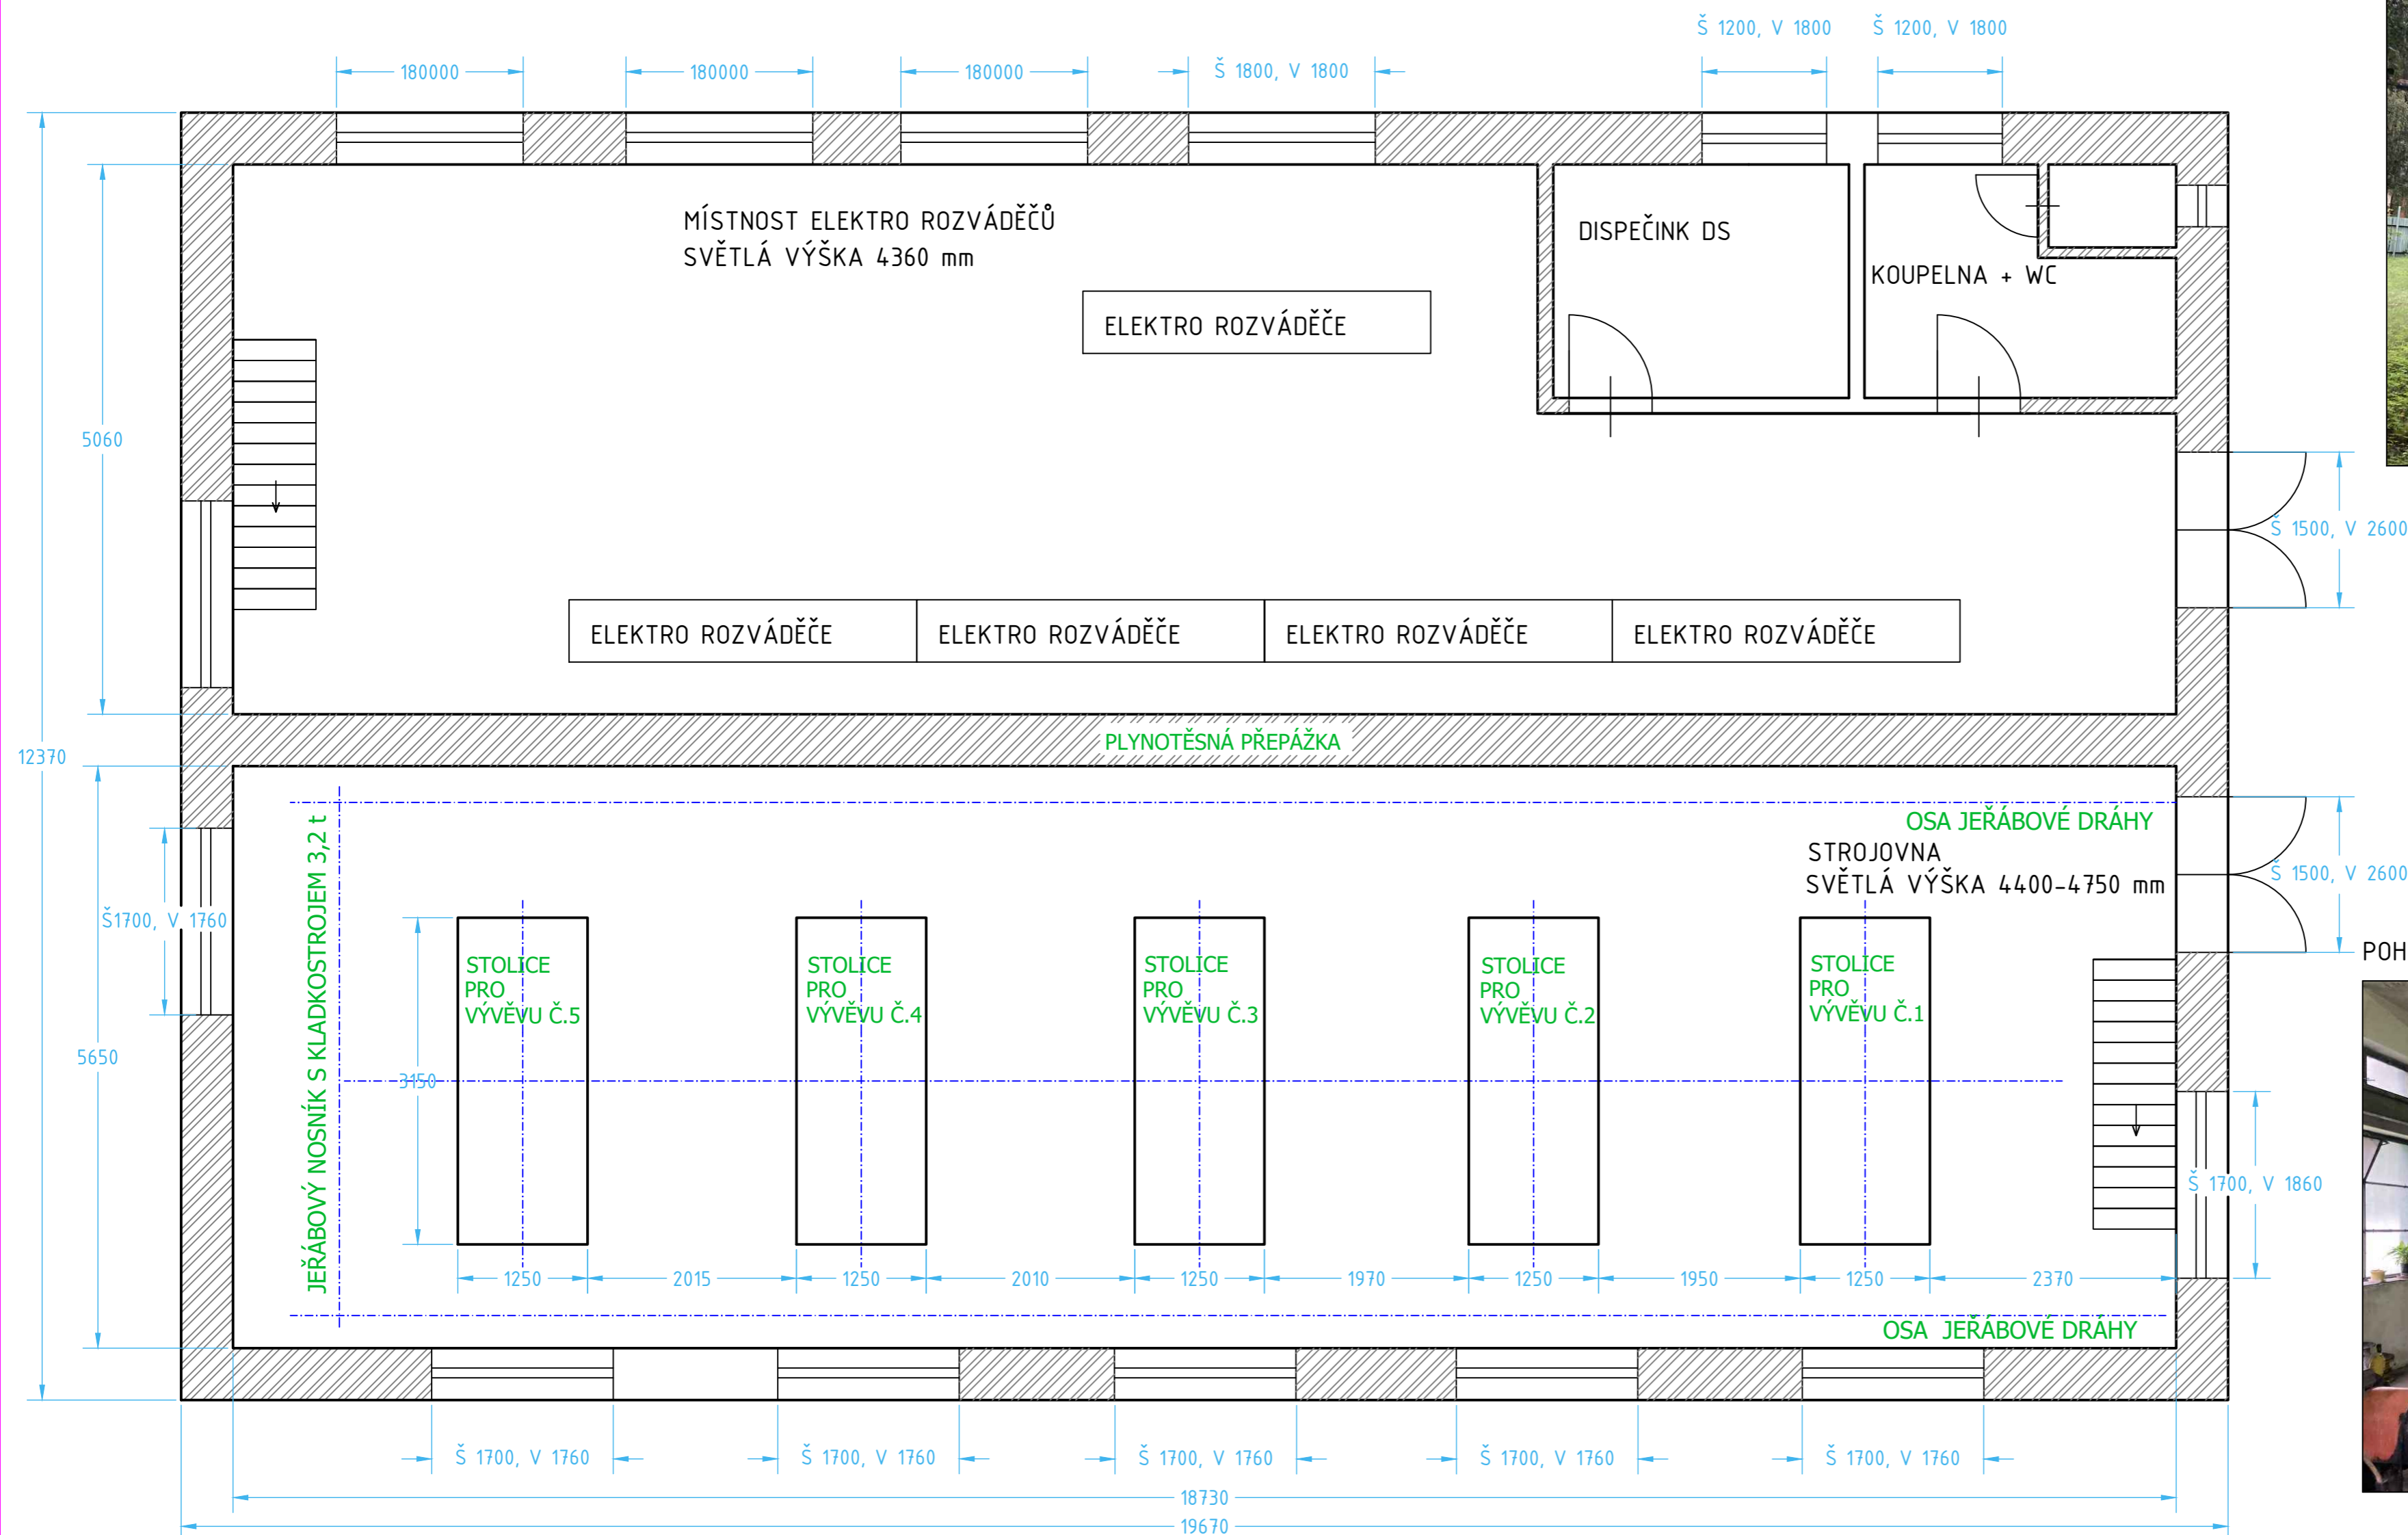 Š 1200, V 1800
Š 1200, V 1800
180000
180000
180000
Š 1800, V 1800
MÍSTNOST ELEKTRO ROZVÁDĚČŮ
SVĚTLÁ VÝŠKA 4360 mm
DISPEČINK DS
KOUPELNA + WC
ELEKTRO ROZVÁDĚČE
5060
Š 1500, V 2600
ELEKTRO ROZVÁDĚČE
ELEKTRO ROZVÁDĚČE
ELEKTRO ROZVÁDĚČE
ELEKTRO ROZVÁDĚČE
PLYNOTĚSNÁ PŘEPÁŽKA
12370
OSA JEŘÁBOVÉ DRÁHY
STROJOVNA
SVĚTLÁ VÝŠKA 4400-4750 mm
Š 1500, V 2600
Š1700, V 1760
JEŘÁBOVÝ NOSNÍK S KLADKOSTROJEM 3,2 t
POH
STOLICE
PRO
VÝVĚVU Č.5
STOLICE
PRO
VÝVĚVU Č.4
STOLICE
PRO
VÝVĚVU Č.3
STOLICE
PRO
VÝVĚVU Č.2
STOLICE
PRO
VÝVĚVU Č.1
5650
3150
Š 1700, V 1860
1250
2015
1250
2010
1250
1970
1250
1950
1250
2370
OSA JEŘÁBOVÉ DRÁHY
Š 1700, V 1760
Š 1700, V 1760
Š 1700, V 1760
Š 1700, V 1760
Š 1700, V 1760
18730
19670